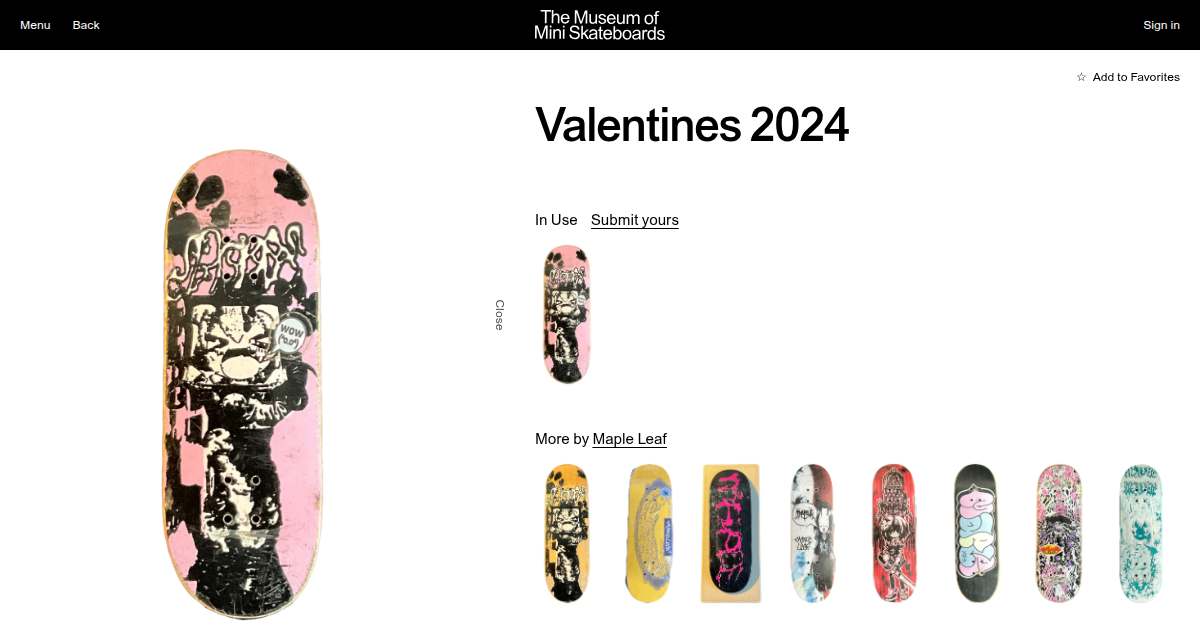 Menu
Back
The Museum of
Mini Skateboards
Sign in
☆ Add to Favorites
Valentines 2024
In Use
Submit yours
WOW
Close
More by Maple Leaf